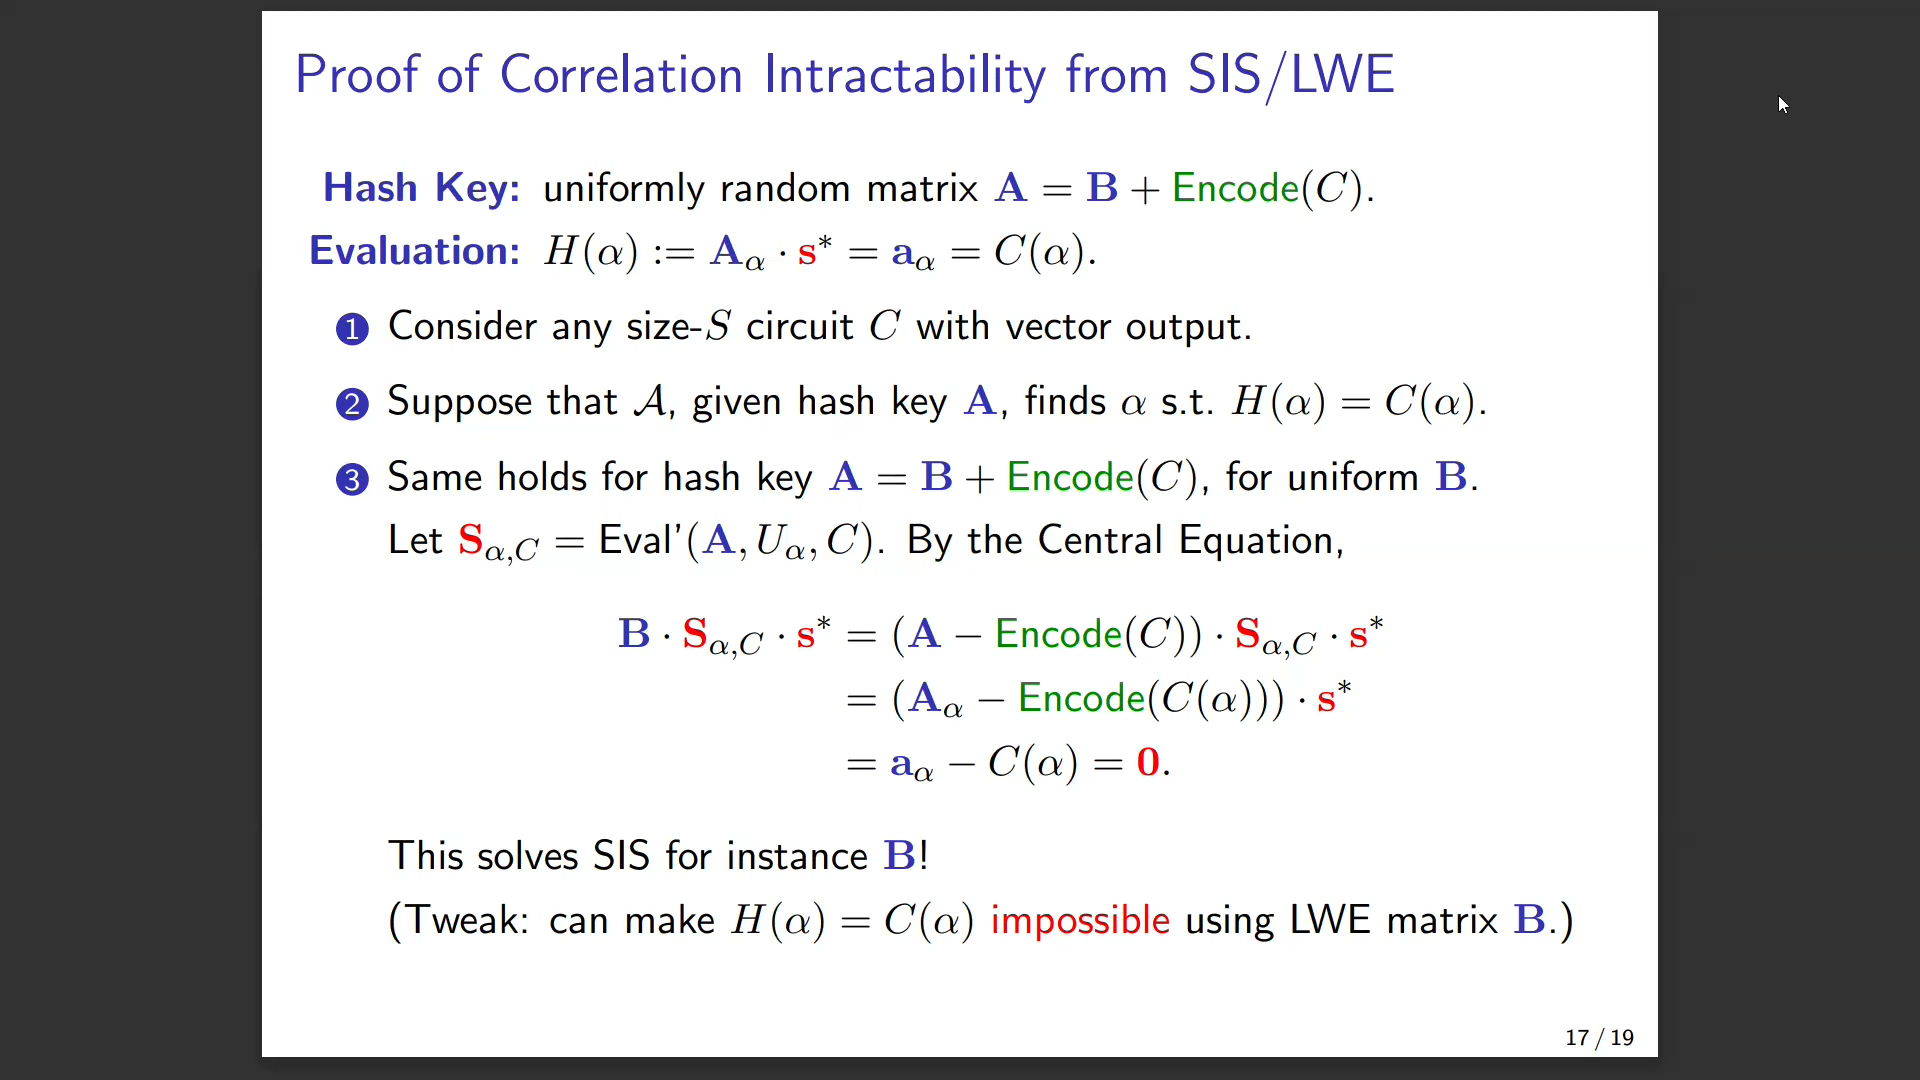 Proof of Correlation Intractability from SIS/LWE
Hash Key: uniformly random matrix A = B + Encode(C).
Evaluation: H(α) := A_α · s* = a_α = C(α).
1 Consider any size-S circuit C with vector output.
2 Suppose that 𝒜, given hash key A, finds α s.t. H(α) = C(α).
3 Same holds for hash key A = B + Encode(C), for uniform B.
Let S_{α,C} = Eval'(A, U_α, C). By the Central Equation,
B · S_{α,C} · s* = (A − Encode(C)) · S_{α,C} · s*
= (A_α − Encode(C(α))) · s*
= a_α − C(α) = 0.
This solves SIS for instance B!
(Tweak: can make H(α) = C(α) impossible using LWE matrix B.)
17 / 19